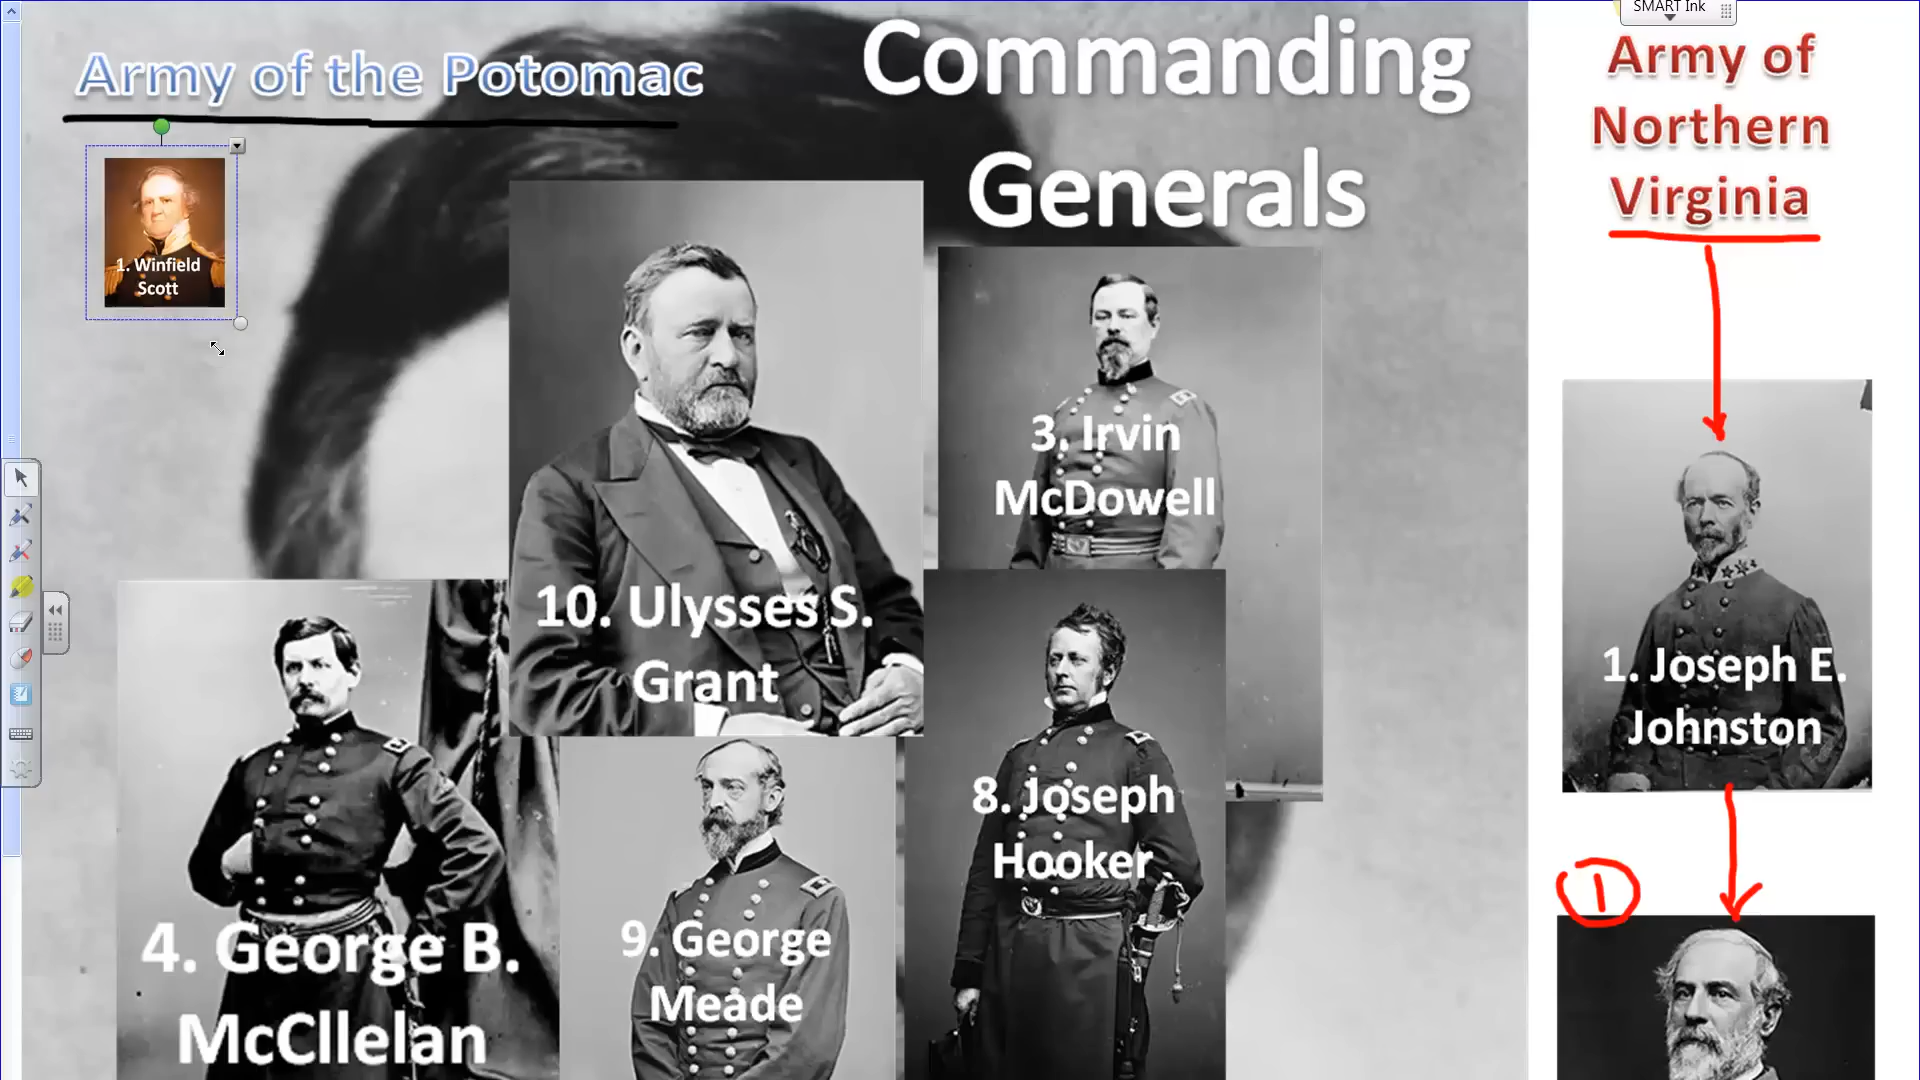 SMART Ink
Army of the Potomac
Commanding
Generals
1. Winfield
Scott
10. Ulysses S.
Grant
3. Irvin
McDowell
4. George B.
McCllelan
9. George
Meade
8. Joseph
Hooker
Army of
Northern
Virginia
1. Joseph E.
Johnston
1